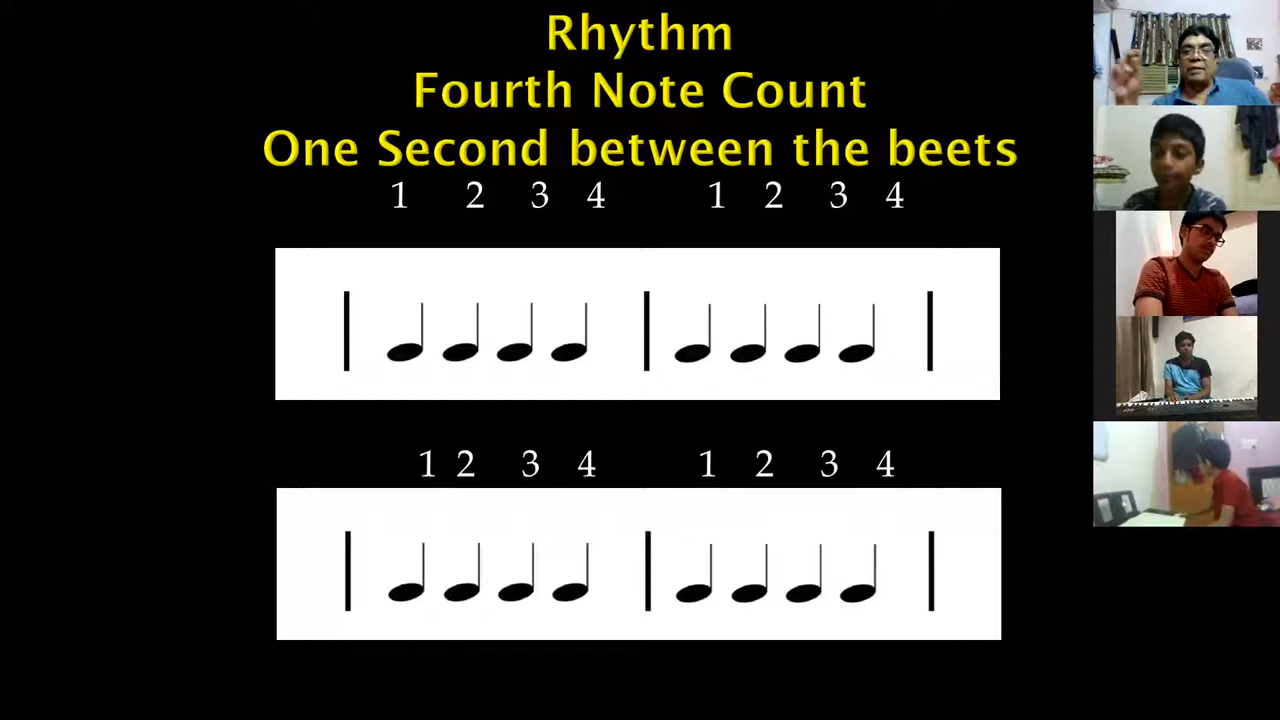 Rhythm
Fourth Note Count
One Second between the beets
1 2 3 4 1 2 3 4
1 2 3 4 1 2 3 4